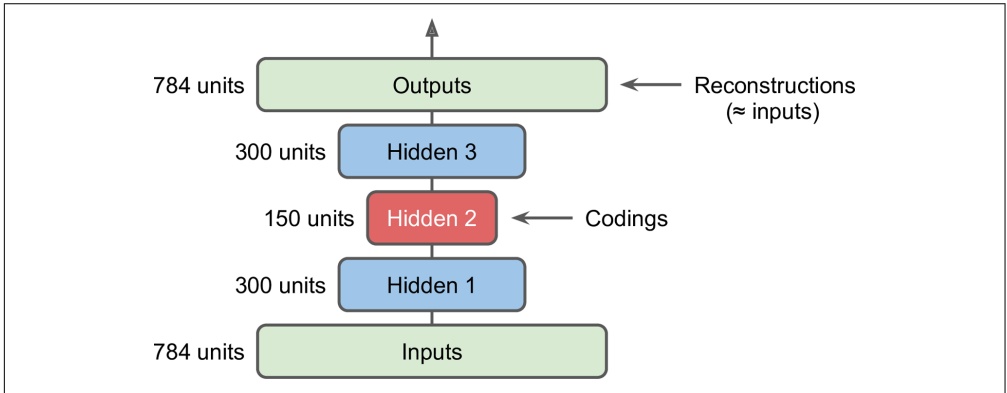 784 units
Outputs
Reconstructions
(≈ inputs)
300 units
Hidden 3
150 units
Hidden 2
Codings
300 units
Hidden 1
784 units
Inputs